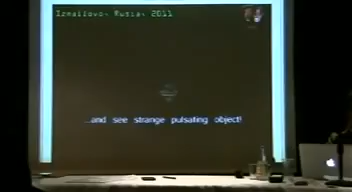 Izmailovo, Rusia, 2011
...and see strange pulsating object!